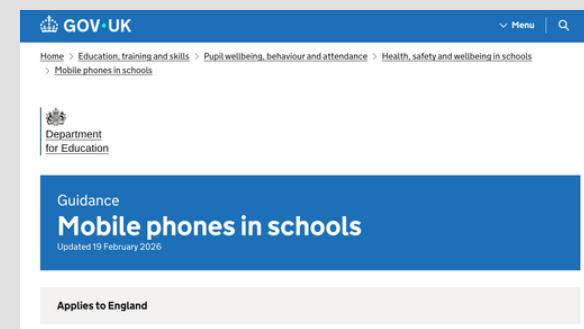 GOV·UK
Menu
Home > Education, training and skills > Pupil wellbeing, behaviour and attendance > Health, safety and wellbeing in schools
> Mobile phones in schools
Department
for Education
Guidance
Mobile phones in schools
Updated 19 February 2026
Applies to England